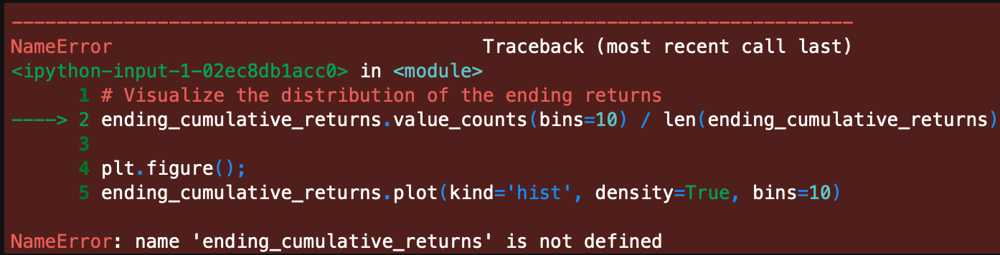 ---------------------------------------------------------------------------
NameError                                 Traceback (most recent call last)
<ipython-input-1-02ec8db1acc0> in <module>
      1 # Visualize the distribution of the ending returns
----> 2 ending_cumulative_returns.value_counts(bins=10) / len(ending_cumulative_returns)
      3
      4 plt.figure();
      5 ending_cumulative_returns.plot(kind='hist', density=True, bins=10)
NameError: name 'ending_cumulative_returns' is not defined